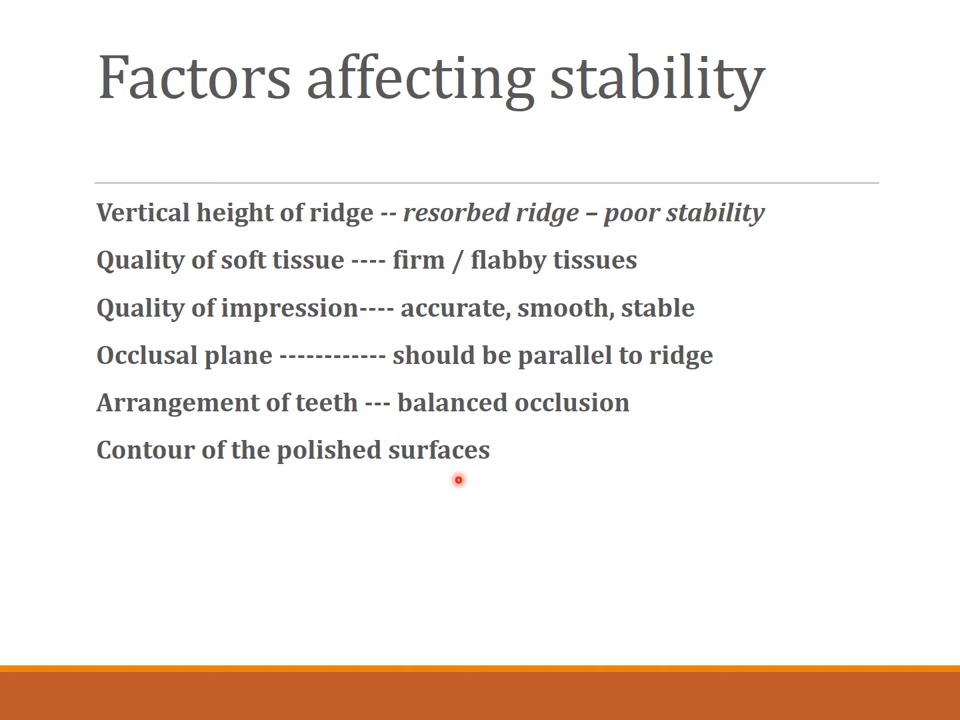 Factors affecting stability
Vertical height of ridge -- resorbed ridge – poor stability
Quality of soft tissue ---- firm / flabby tissues
Quality of impression---- accurate, smooth, stable
Occlusal plane ------------ should be parallel to ridge
Arrangement of teeth --- balanced occlusion
Contour of the polished surfaces